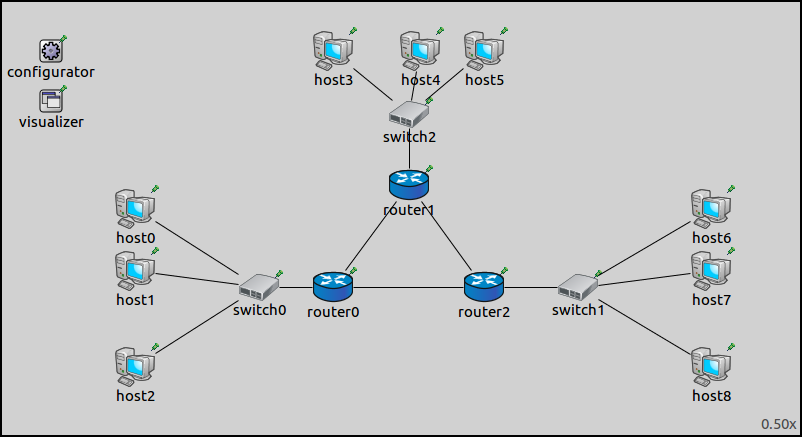 configurator
visualizer
host3
host4
host5
switch2
router1
host0
host1
host2
switch0
router0
router2
switch1
host6
host7
host8
0.50x